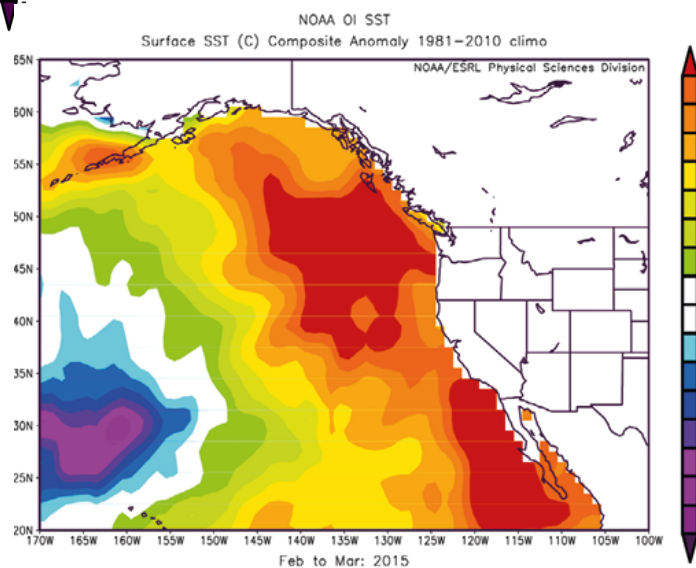 NOAA OI SST
Surface SST (C) Composite Anomaly 1981-2010 climo
NOAA/ESRL Physical Sciences Division
65N
60N
55N
50N
45N
40N
35N
30N
25N
20N
170W 165W 160W 155W 150W 145W 140W 135W 130W 125W 120W 115W 110W 105W 100W
Feb to Mar: 2015